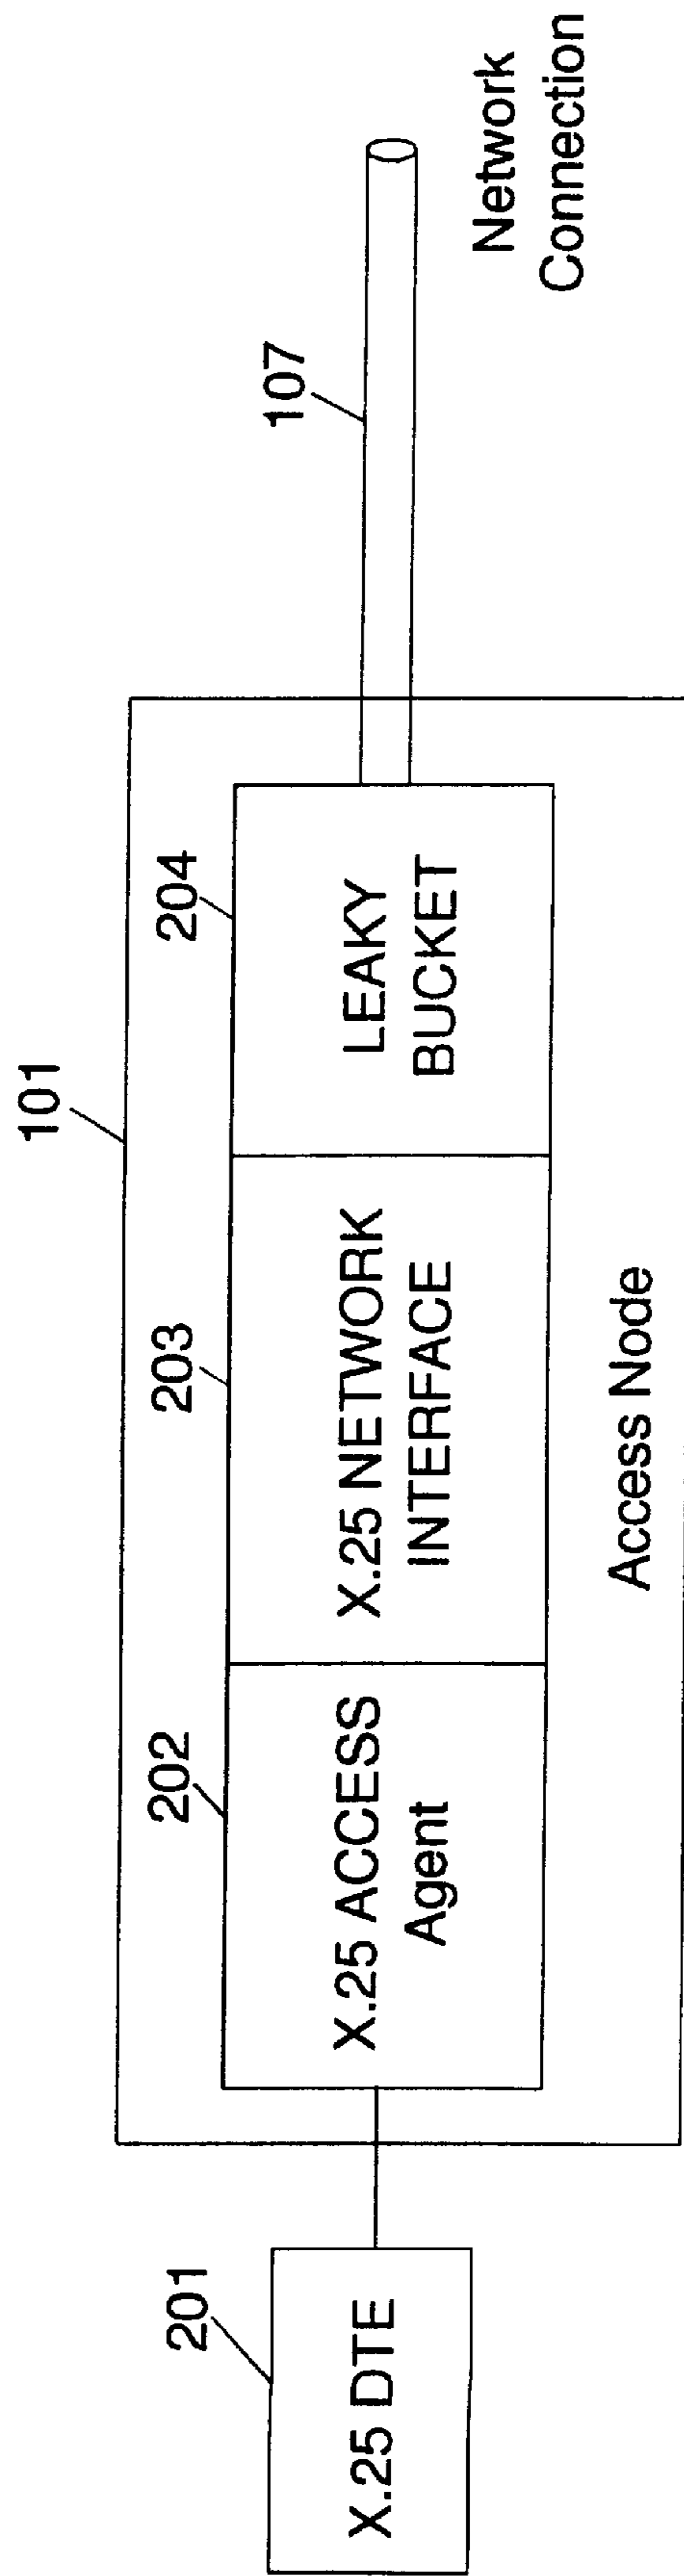 101
201
202
203
204
107
X.25 DTE
X.25 ACCESS
Agent
X.25 NETWORK
INTERFACE
LEAKY
BUCKET
Network
Connection
Access Node